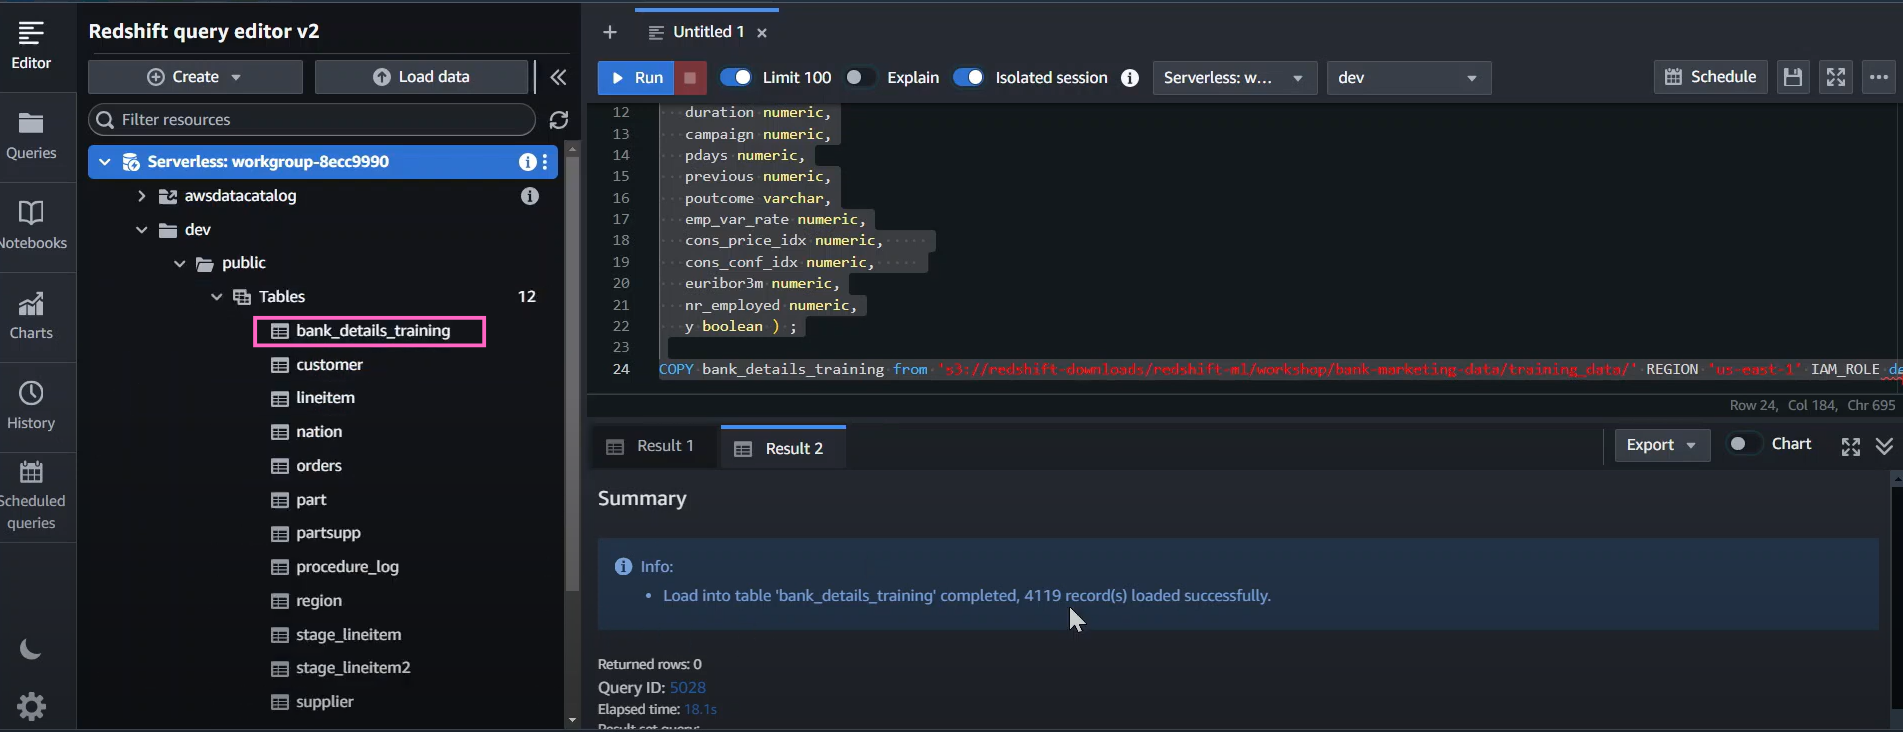 Editor
Queries
Notebooks
Charts
History
Scheduled
queries
Redshift query editor v2
Create
Load data
Filter resources
Serverless: workgroup-8ecc9990
awsdatacatalog
dev
public
Tables 12
bank_details_training
customer
lineitem
nation
orders
part
partsupp
procedure_log
region
stage_lineitem
stage_lineitem2
supplier
Untitled 1
Run Limit 100 Explain Isolated session Serverless: w... dev Schedule
12 duration numeric,
13 campaign numeric,
14 pdays numeric,
15 previous numeric,
16 poutcome varchar,
17 emp_var_rate numeric,
18 cons_price_idx numeric,
19 cons_conf_idx numeric,
20 euribor3m numeric,
21 nr_employed numeric,
22 y boolean ) ;
23
24 COPY bank_details_training from 's3://redshift-downloads/redshift-ml/workshop/bank-marketing-data/training_data/' REGION 'us-east-1' IAM_ROLE de
Row 24, Col 184, Chr 695
Result 1 Result 2 Export Chart
Summary
Info:
• Load into table 'bank_details_training' completed, 4119 record(s) loaded successfully.
Returned rows: 0
Query ID: 5028
Elapsed time: 18.1s
Result set query: